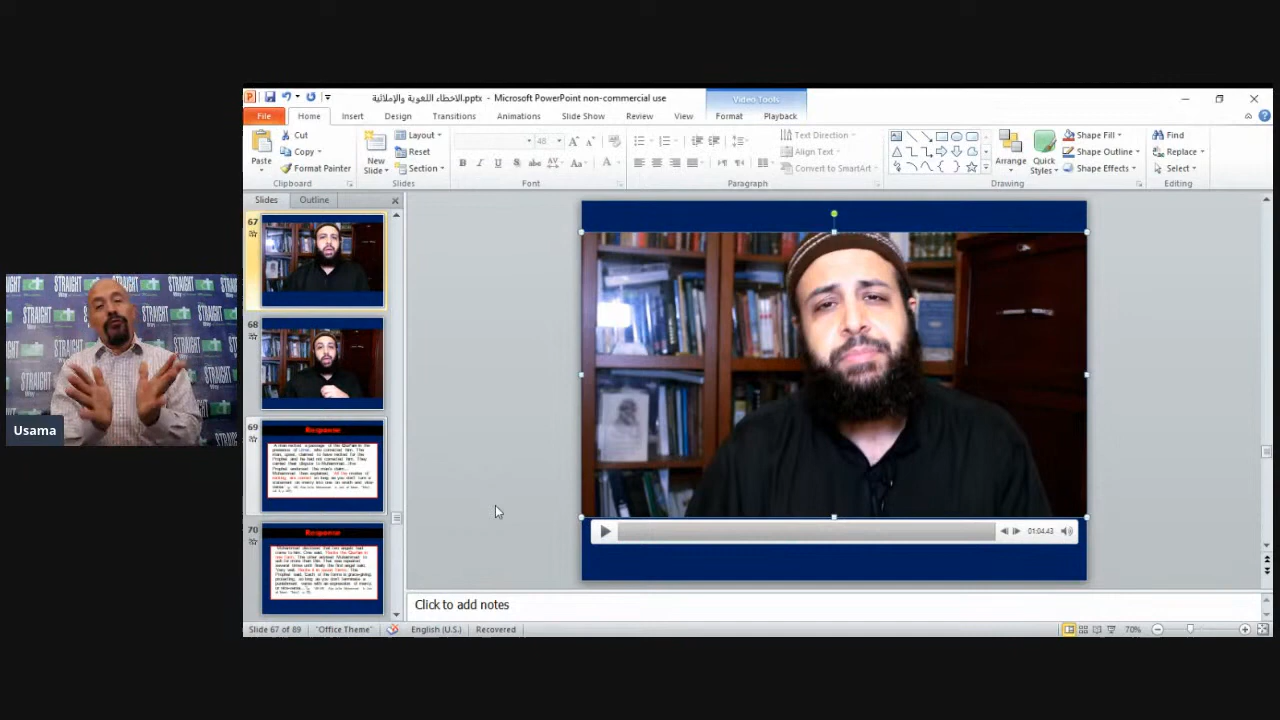 الاخطاء اللغوية والإملائية.pptx - Microsoft PowerPoint non-commercial use
Video Tools
File Home Insert Design Transitions Animations Slide Show Review View Format Playback
Paste
Cut
Copy
Format Painter
Clipboard
New Slide
Layout
Reset
Section
Slides
48
Font
Text Direction
Align Text
Convert to SmartArt
Paragraph
Arrange
Quick Styles
Shape Fill
Shape Outline
Shape Effects
Drawing
Find
Replace
Select
Editing
Slides Outline
67
68
69
Response
70
Response
STRAIGHT
Way
Usama
01:04.43
Click to add notes
Slide 67 of 89 "Office Theme" English (U.S.) Recovered 70%